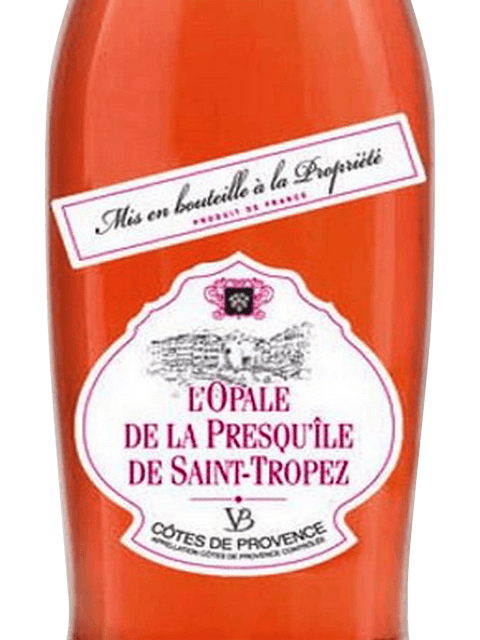 Mis en bouteille à la Propriété
PRODUIT DE FRANCE
L'OPALE
DE LA PRESQU'ÎLE
DE SAINT-TROPEZ
VB
CÔTES DE PROVENCE
APPELLATION CÔTES DE PROVENCE CONTRÔLÉE